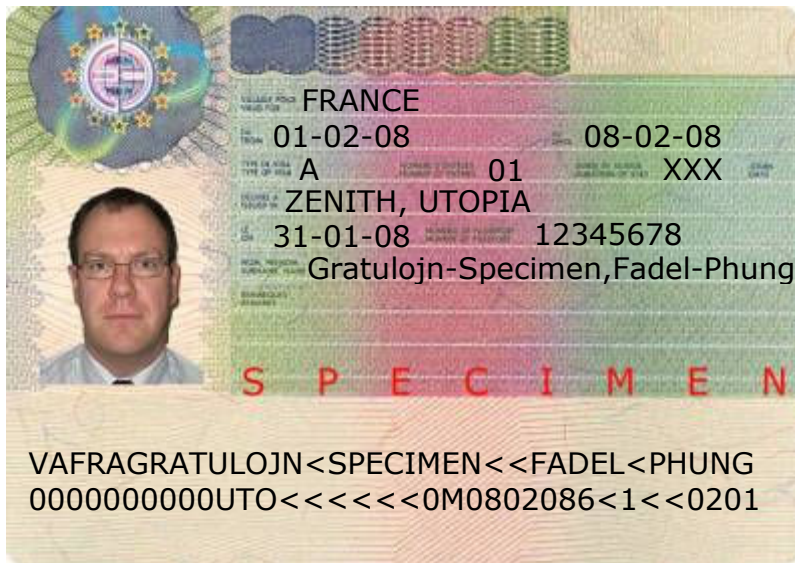 FRANCE
01-02-08 08-02-08
A 01 XXX
ZENITH, UTOPIA
31-01-08 12345678
Gratulojn-Specimen,Fadel-Phung
S P E C I M E N
VAFRAGRATULOJN<SPECIMEN<<FADEL<PHUNG
0000000000UTO<<<<<<0M0802086<1<<0201